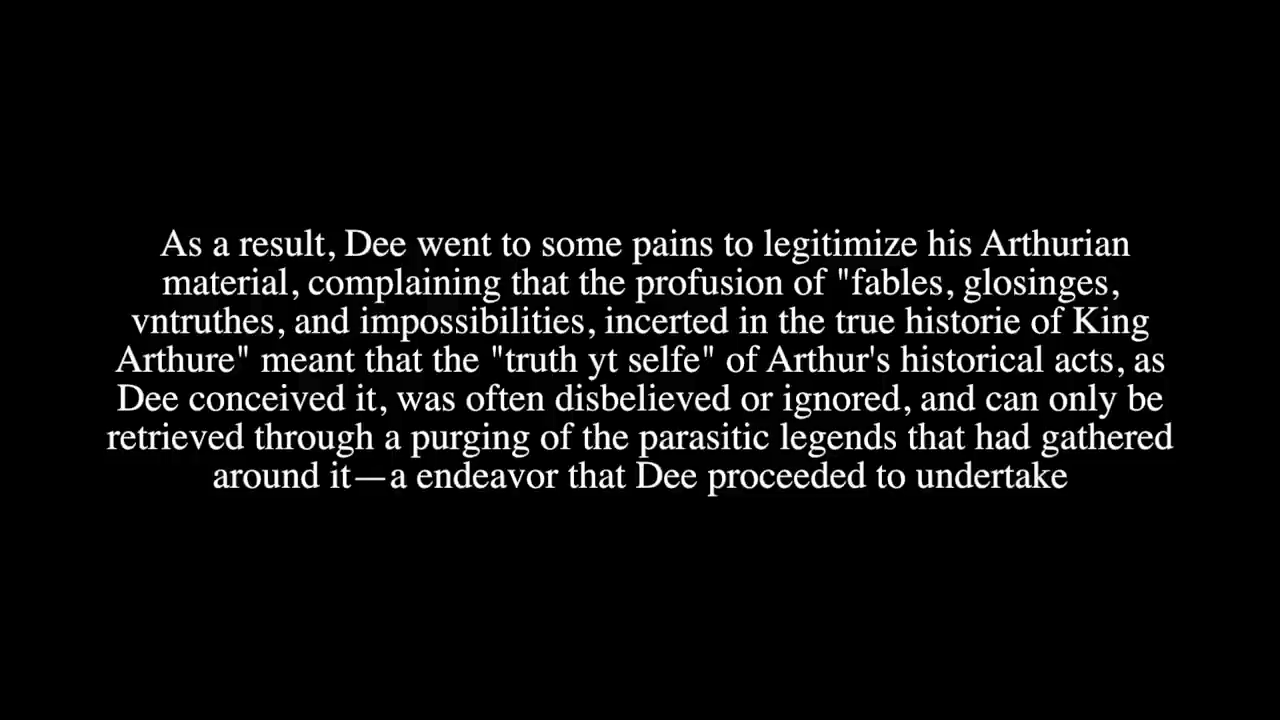 As a result, Dee went to some pains to legitimize his Arthurian
material, complaining that the profusion of "fables, glosinges,
vntruthes, and impossibilities, incerted in the true historie of King
Arthure" meant that the "truth yt selfe" of Arthur's historical acts, as
Dee conceived it, was often disbelieved or ignored, and can only be
retrieved through a purging of the parasitic legends that had gathered
around it—a endeavor that Dee proceeded to undertake